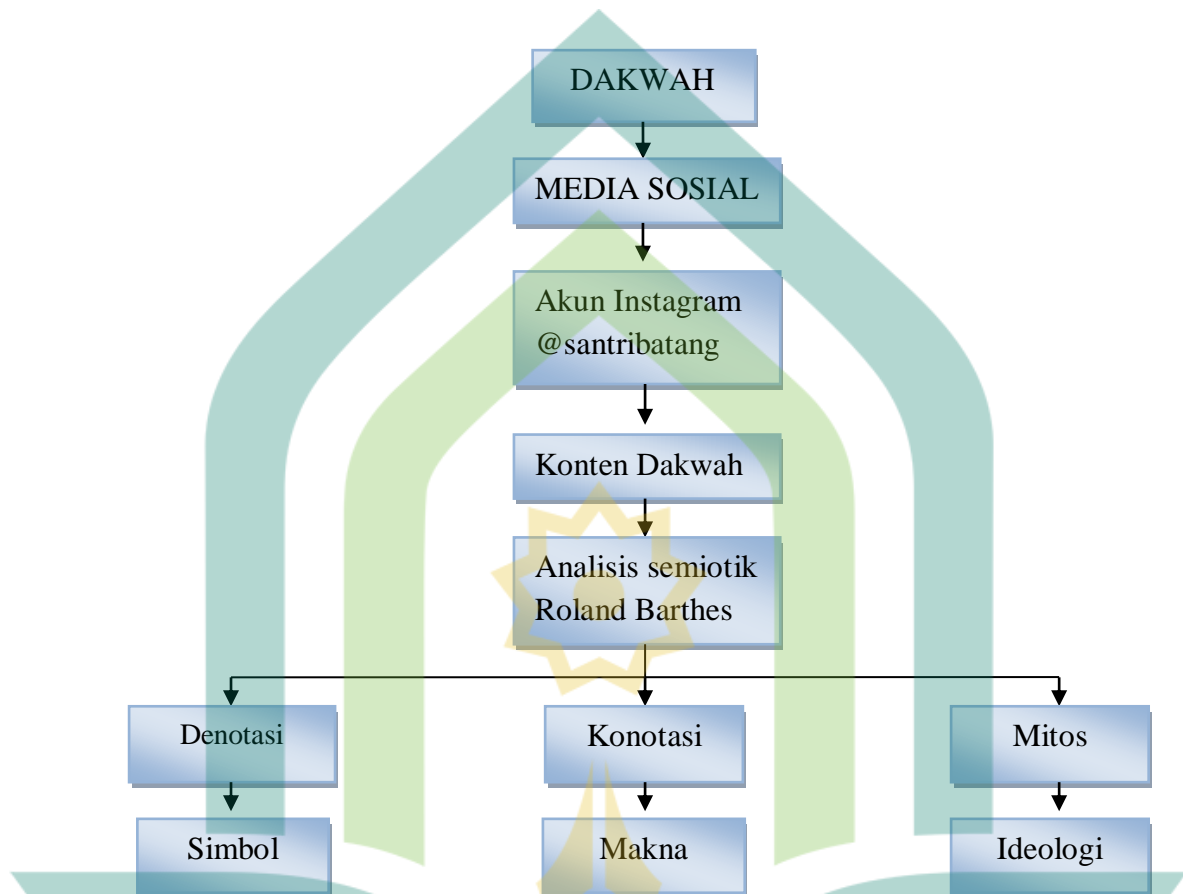 DAKWAH
MEDIA SOSIAL
Akun Instagram
@santribatang
Konten Dakwah
Analisis semiotik
Roland Barthes
Denotasi
Konotasi
Mitos
Simbol
Makna
Ideologi